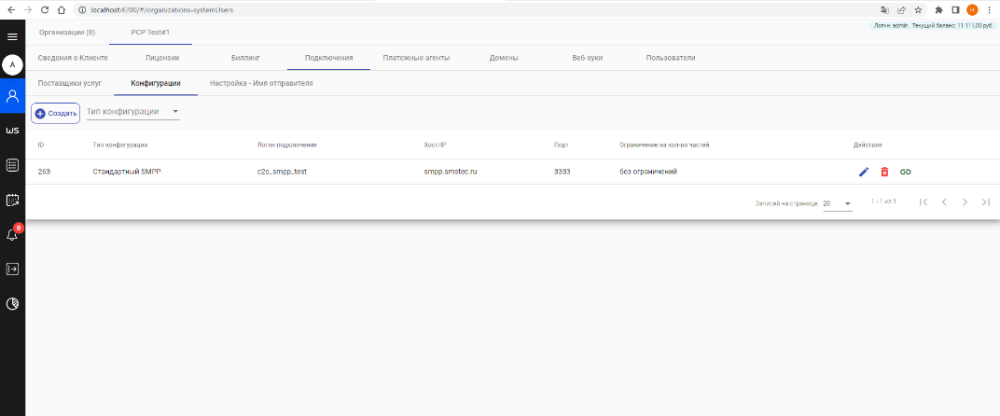 localhost:4200/#/organizations-systemUsers
H
Логин: admin Текущий баланс: 11 111,00 руб.
Организации (8) PCP Test#1
A
Сведения о Клиенте Лицензии Биллинг Подключения Платежные агенты Домены Веб-хуки Пользователи
Поставщики услуг Конфигурации Настройка - Имя отправителя
Создать Тип конфигурации
WS
ID Тип конфигурации Логин подключения Хост/IP Порт Ограничение на кол-во частей Действия
263 Стандартный SMPP c2o_smpp_test smpp.smstec.ru 3333 без ограничений
Записей на странице: 20 1 - 1 из 1
0